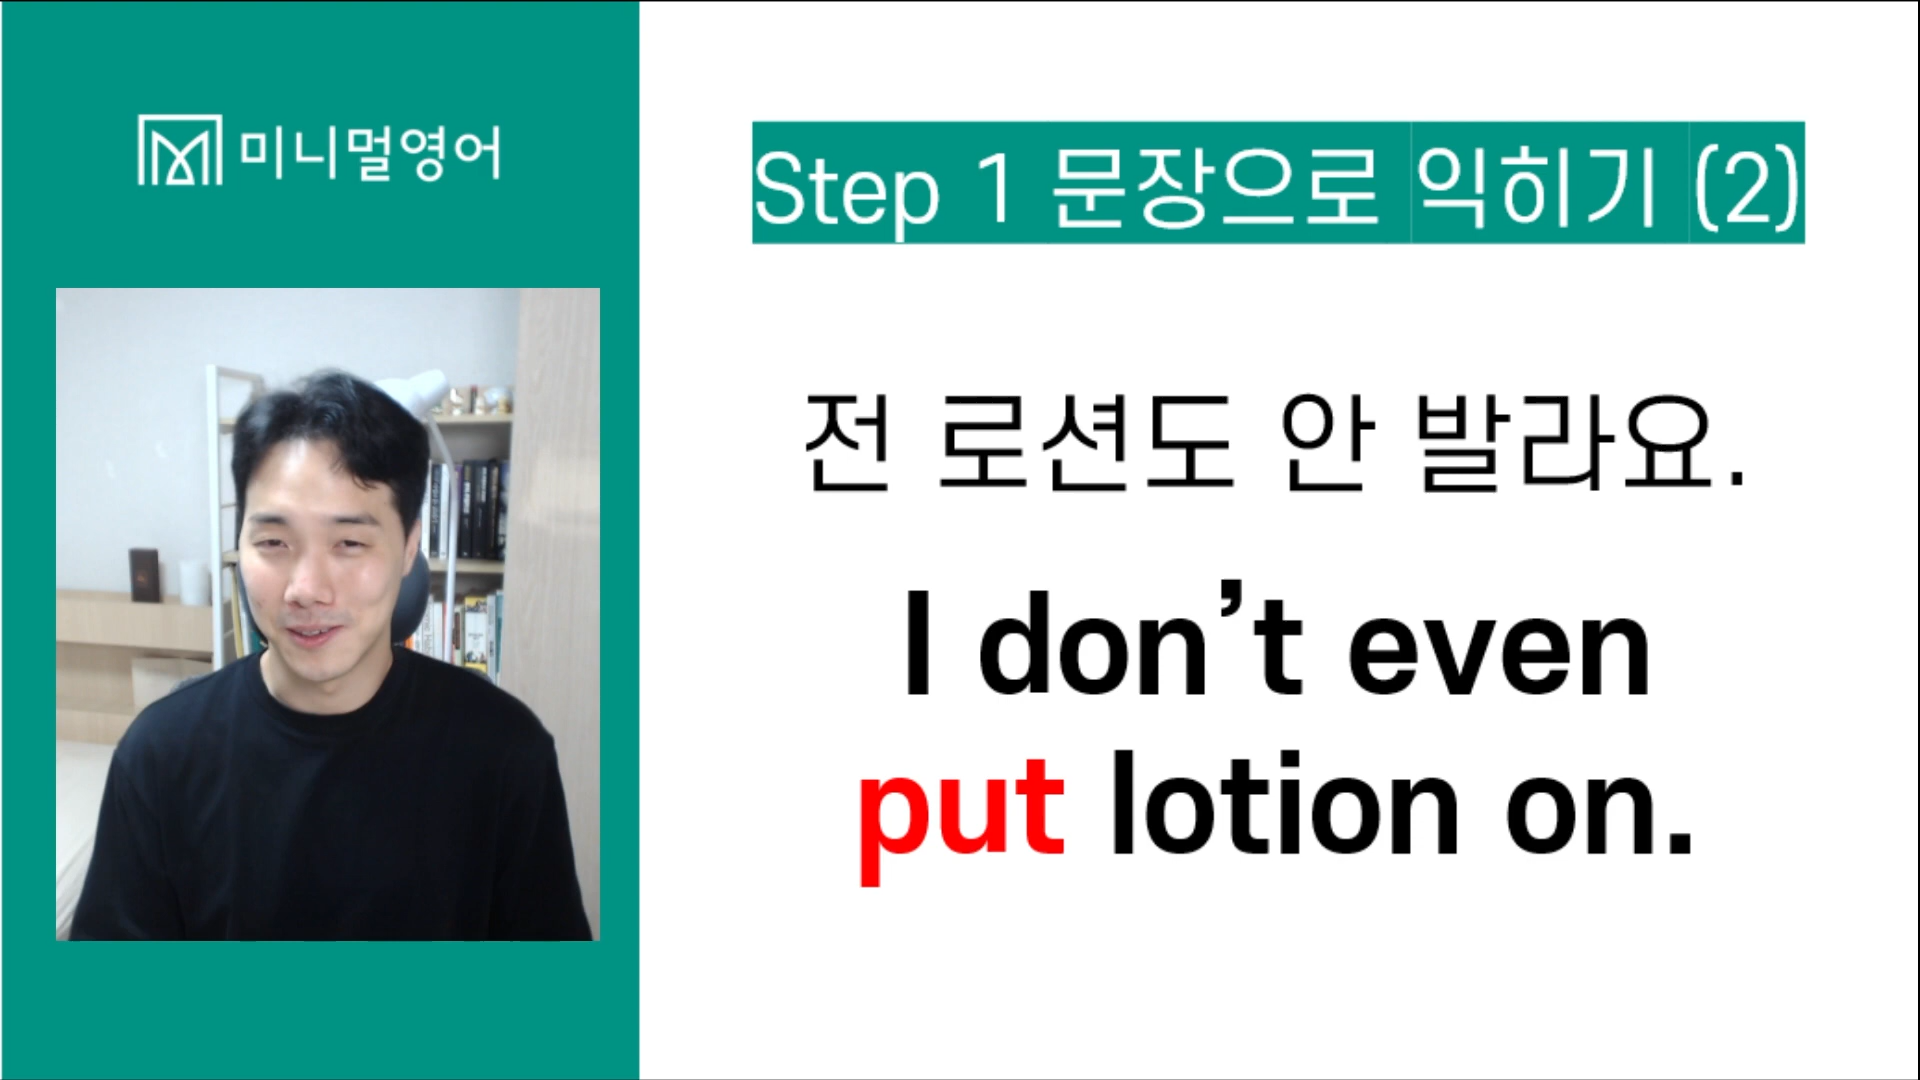 미니멀영어
Step 1 문장으로 익히기 (2)
전 로션도 안 발라요.
I don’t even
put lotion on.